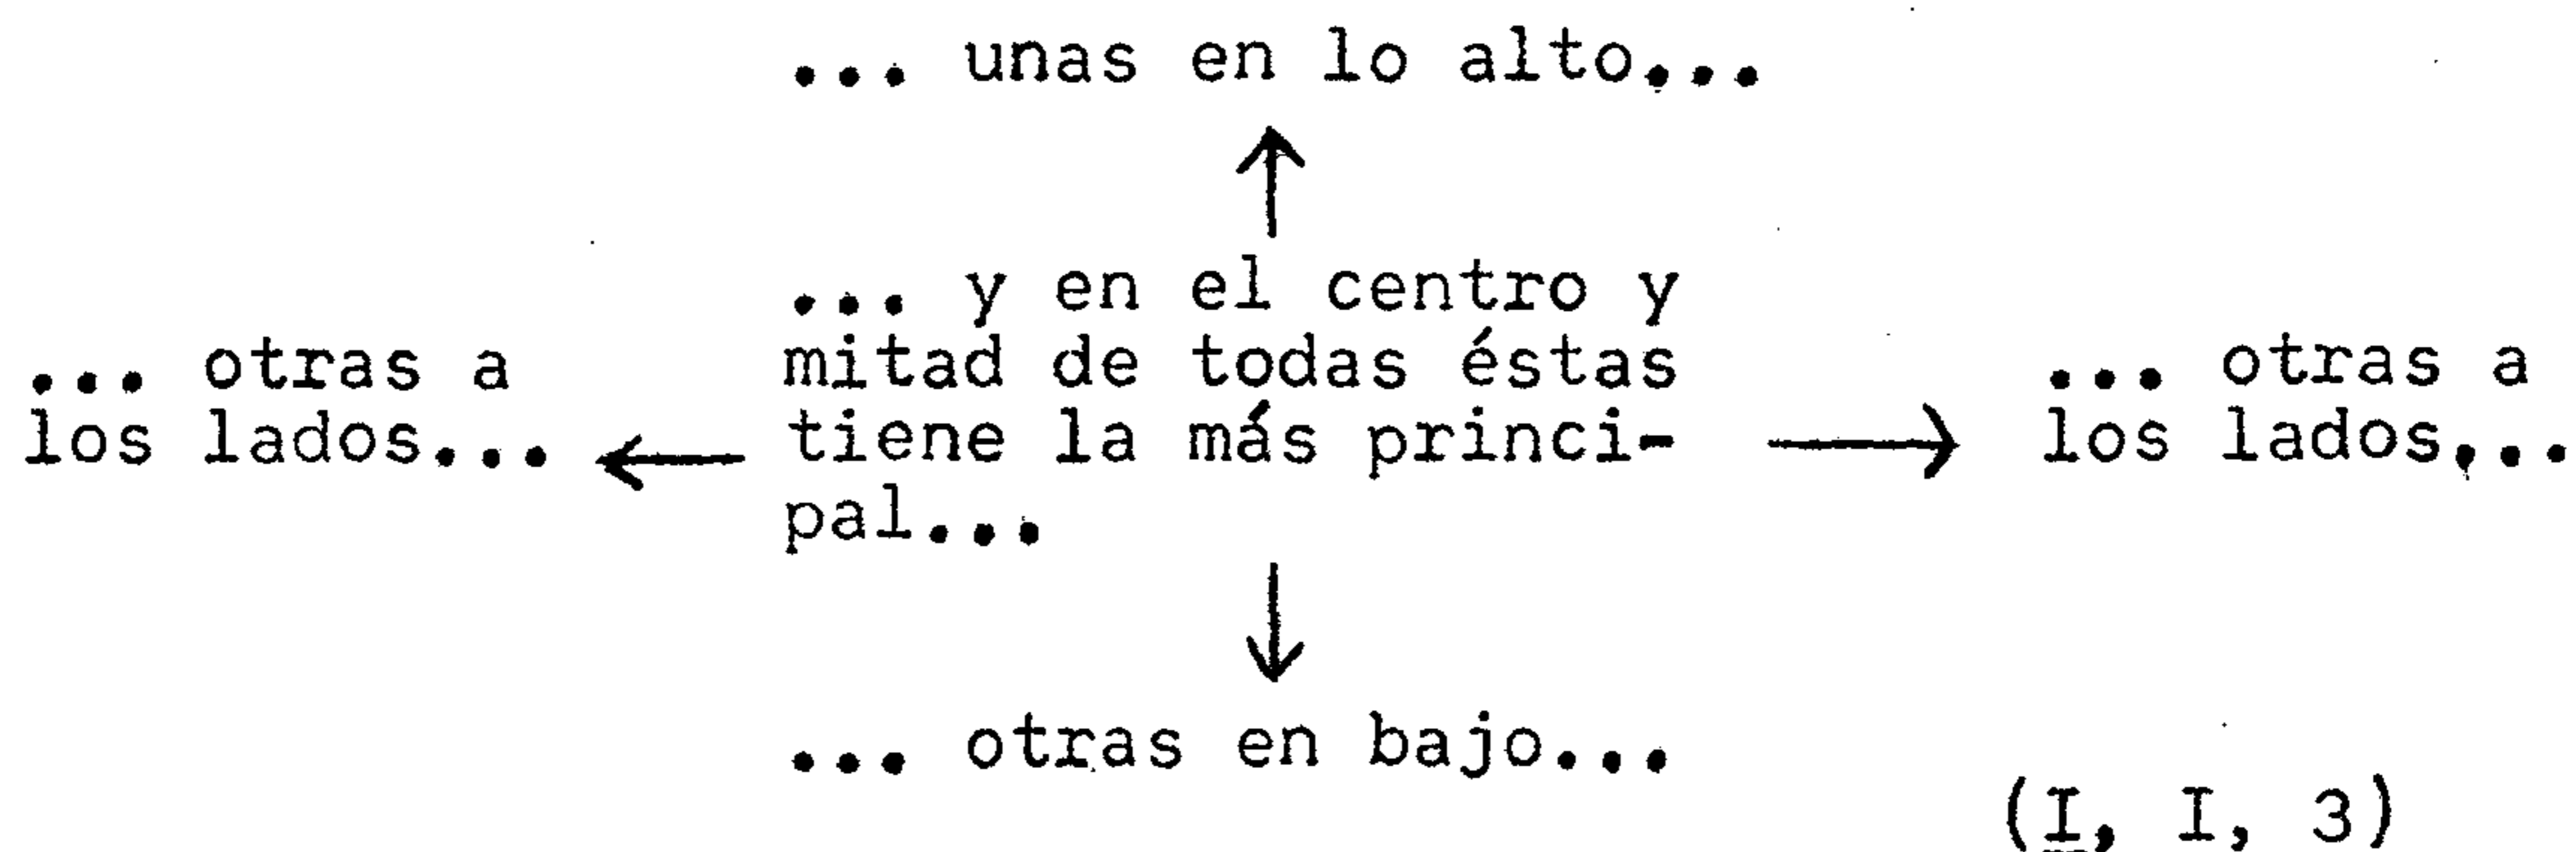 ... unas en lo alto...
... y en el centro y
mitad de todas éstas
tiene la más princi-
pal...
... otras a
los lados...
... otras a
los lados...
... otras en bajo...
(I, I, 3)